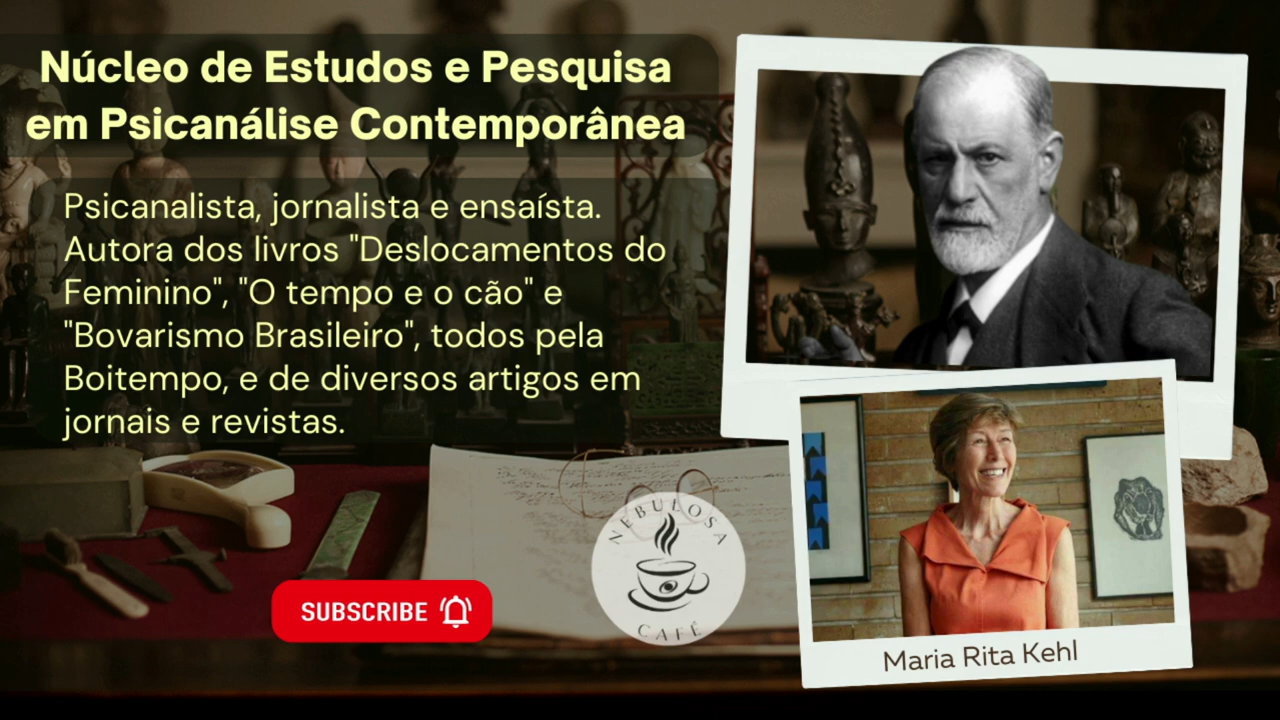 Núcleo de Estudos e Pesquisa
em Psicanálise Contemporânea
Psicanalista, jornalista e ensaísta.
Autora dos livros "Deslocamentos do
Feminino", "O tempo e o cão" e
"Bovarismo Brasileiro", todos pela
Boitempo, e de diversos artigos em
jornais e revistas.
SUBSCRIBE
NEBULOSA
CAFÉ
Maria Rita Kehl